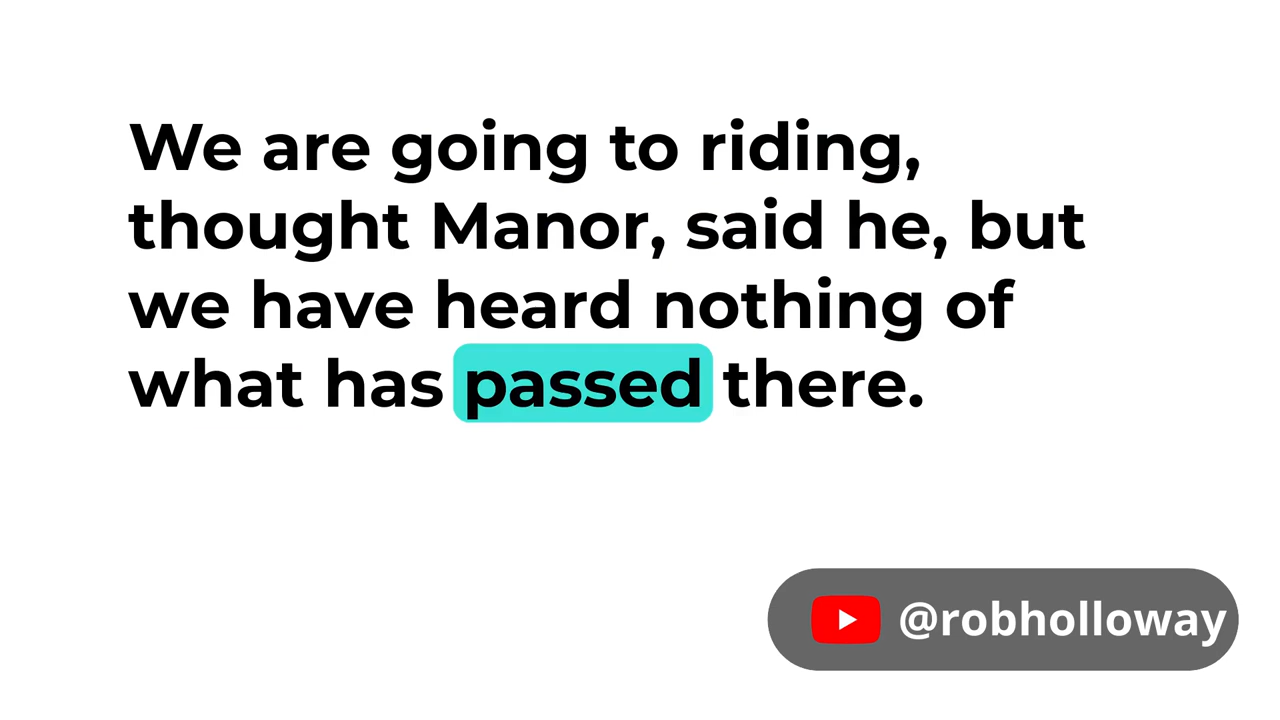 We are going to riding,
thought Manor, said he, but
we have heard nothing of
what has passed there.
@robholloway